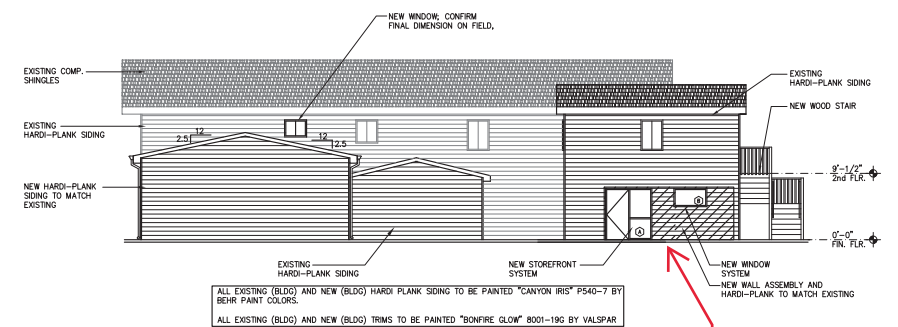 NEW WINDOW; CONFIRM
FINAL DIMENSION ON FIELD,
EXISTING COMP.
SHINGLES
EXISTING
HARDI-PLANK SIDING
NEW WOOD STAIR
EXISTING
HARDI-PLANK SIDING
12
2.5
12
2.5
9'-1/2"
2nd FLR.
NEW HARDI-PLANK
SIDING TO MATCH
EXISTING
B
A
0'-0"
FIN. FLR.
EXISTING
HARDI-PLANK SIDING
NEW STOREFRONT
SYSTEM
NEW WINDOW
SYSTEM
NEW WALL ASSEMBLY AND
HARDI-PLANK TO MATCH EXISTING
ALL EXISTING (BLDG) AND NEW (BLDG) HARDI PLANK SIDING TO BE PAINTED "CANYON IRIS" P540-7 BY
BEHR PAINT COLORS.
ALL EXISTING (BLDG) AND NEW (BLDG) TRIMS TO BE PAINTED "BONFIRE GLOW" 8001-19G BY VALSPAR